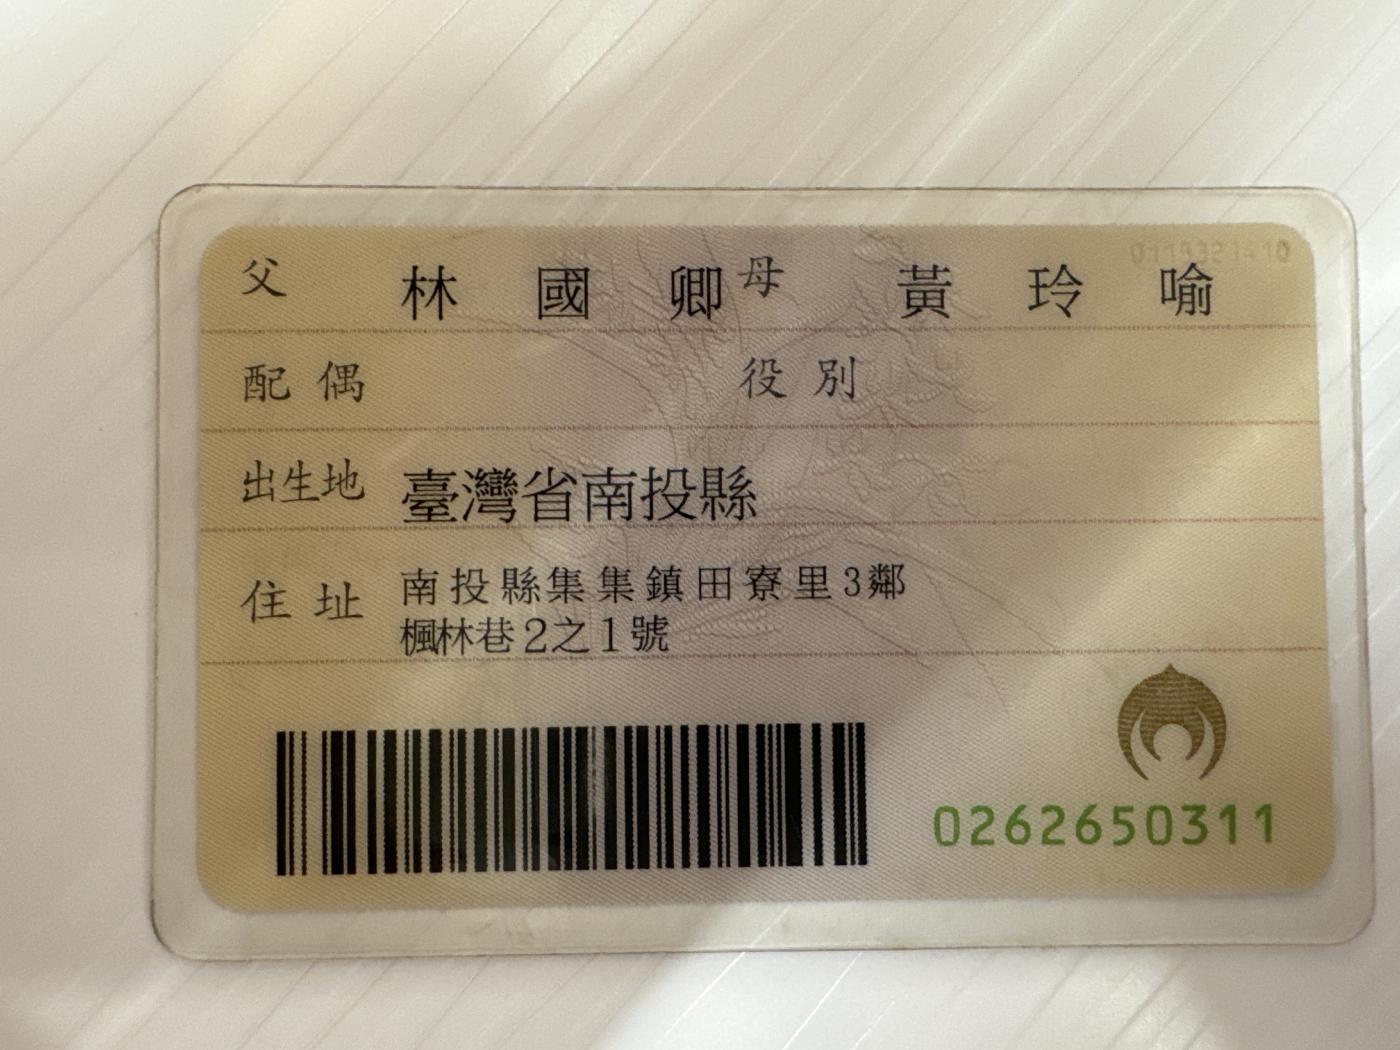 父 林國卿 母 黃玲喻
配偶 役別
出生地 臺灣省南投縣
住址 南投縣集集鎮田寮里3鄰
楓林巷2之1號
0262650311